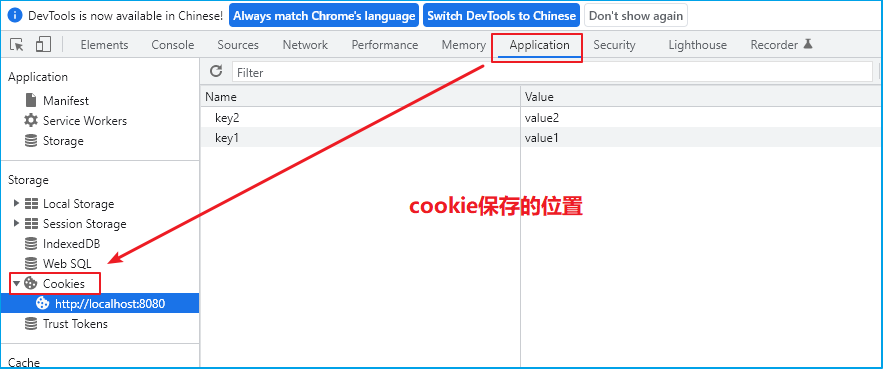 DevTools is now available in Chinese! Always match Chrome's language Switch DevTools to Chinese Don't show again
Elements Console Sources Network Performance Memory Application Security Lighthouse Recorder
Application
Manifest
Service Workers
Storage
Storage
Local Storage
Session Storage
IndexedDB
Web SQL
Cookies
http://localhost:8080
Trust Tokens
Cache
Filter
Name Value
key2 value2
key1 value1
cookie保存的位置